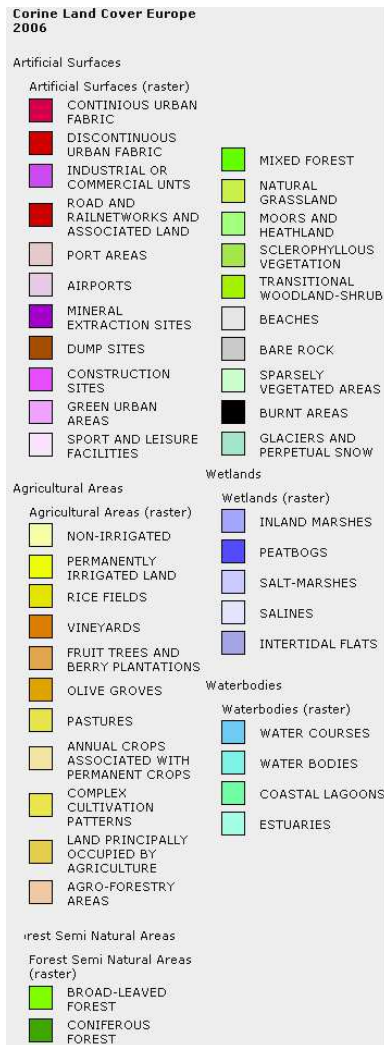 Corine Land Cover Europe
2006
Artificial Surfaces
Artificial Surfaces (raster)
CONTINIOUS URBAN
FABRIC
DISCONTINUOUS
URBAN FABRIC
INDUSTRIAL OR
COMMERCIAL UNTS
ROAD AND
RAILNETWORKS AND
ASSOCIATED LAND
PORT AREAS
AIRPORTS
MINERAL
EXTRACTION SITES
DUMP SITES
CONSTRUCTION
SITES
GREEN URBAN
AREAS
SPORT AND LEISURE
FACILITIES
Agricultural Areas
Agricultural Areas (raster)
NON-IRRIGATED
PERMANENTLY
IRRIGATED LAND
RICE FIELDS
VINEYARDS
FRUIT TREES AND
BERRY PLANTATIONS
OLIVE GROVES
PASTURES
ANNUAL CROPS
ASSOCIATED WITH
PERMANENT CROPS
COMPLEX
CULTIVATION
PATTERNS
LAND PRINCIPALLY
OCCUPIED BY
AGRICULTURE
AGRO-FORESTRY
AREAS
rest Semi Natural Areas
Forest Semi Natural Areas
(raster)
BROAD-LEAVED
FOREST
CONIFEROUS
FOREST
MIXED FOREST
NATURAL
GRASSLAND
MOORS AND
HEATHLAND
SCLEROPHYLLOUS
VEGETATION
TRANSITIONAL
WOODLAND-SHRUB
BEACHES
BARE ROCK
SPARSELY
VEGETATED AREAS
BURNT AREAS
GLACIERS AND
PERPETUAL SNOW
Wetlands
Wetlands (raster)
INLAND MARSHES
PEATBOGS
SALT-MARSHES
SALINES
INTERTIDAL FLATS
Waterbodies
Waterbodies (raster)
WATER COURSES
WATER BODIES
COASTAL LAGOONS
ESTUARIES